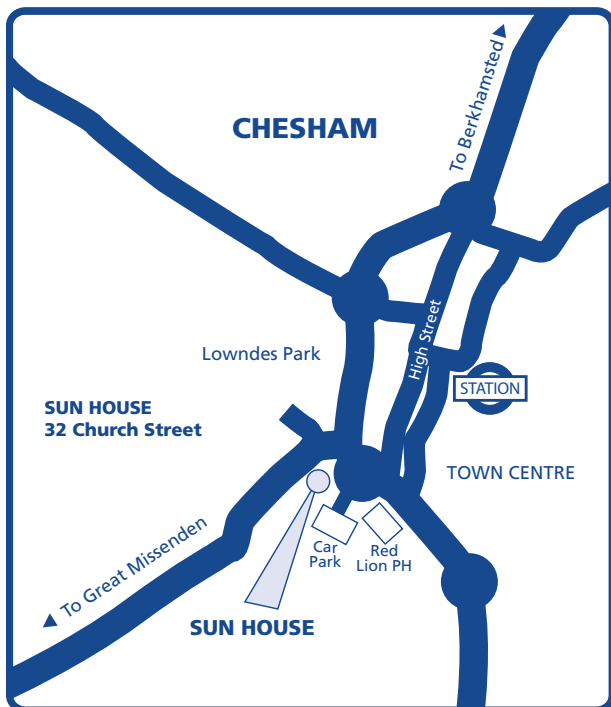 CHESHAM
To Berkhamsted
High Street
Lowndes Park
STATION
SUN HOUSE
32 Church Street
TOWN CENTRE
To Great Missenden
Car
Park
Red
Lion PH
SUN HOUSE